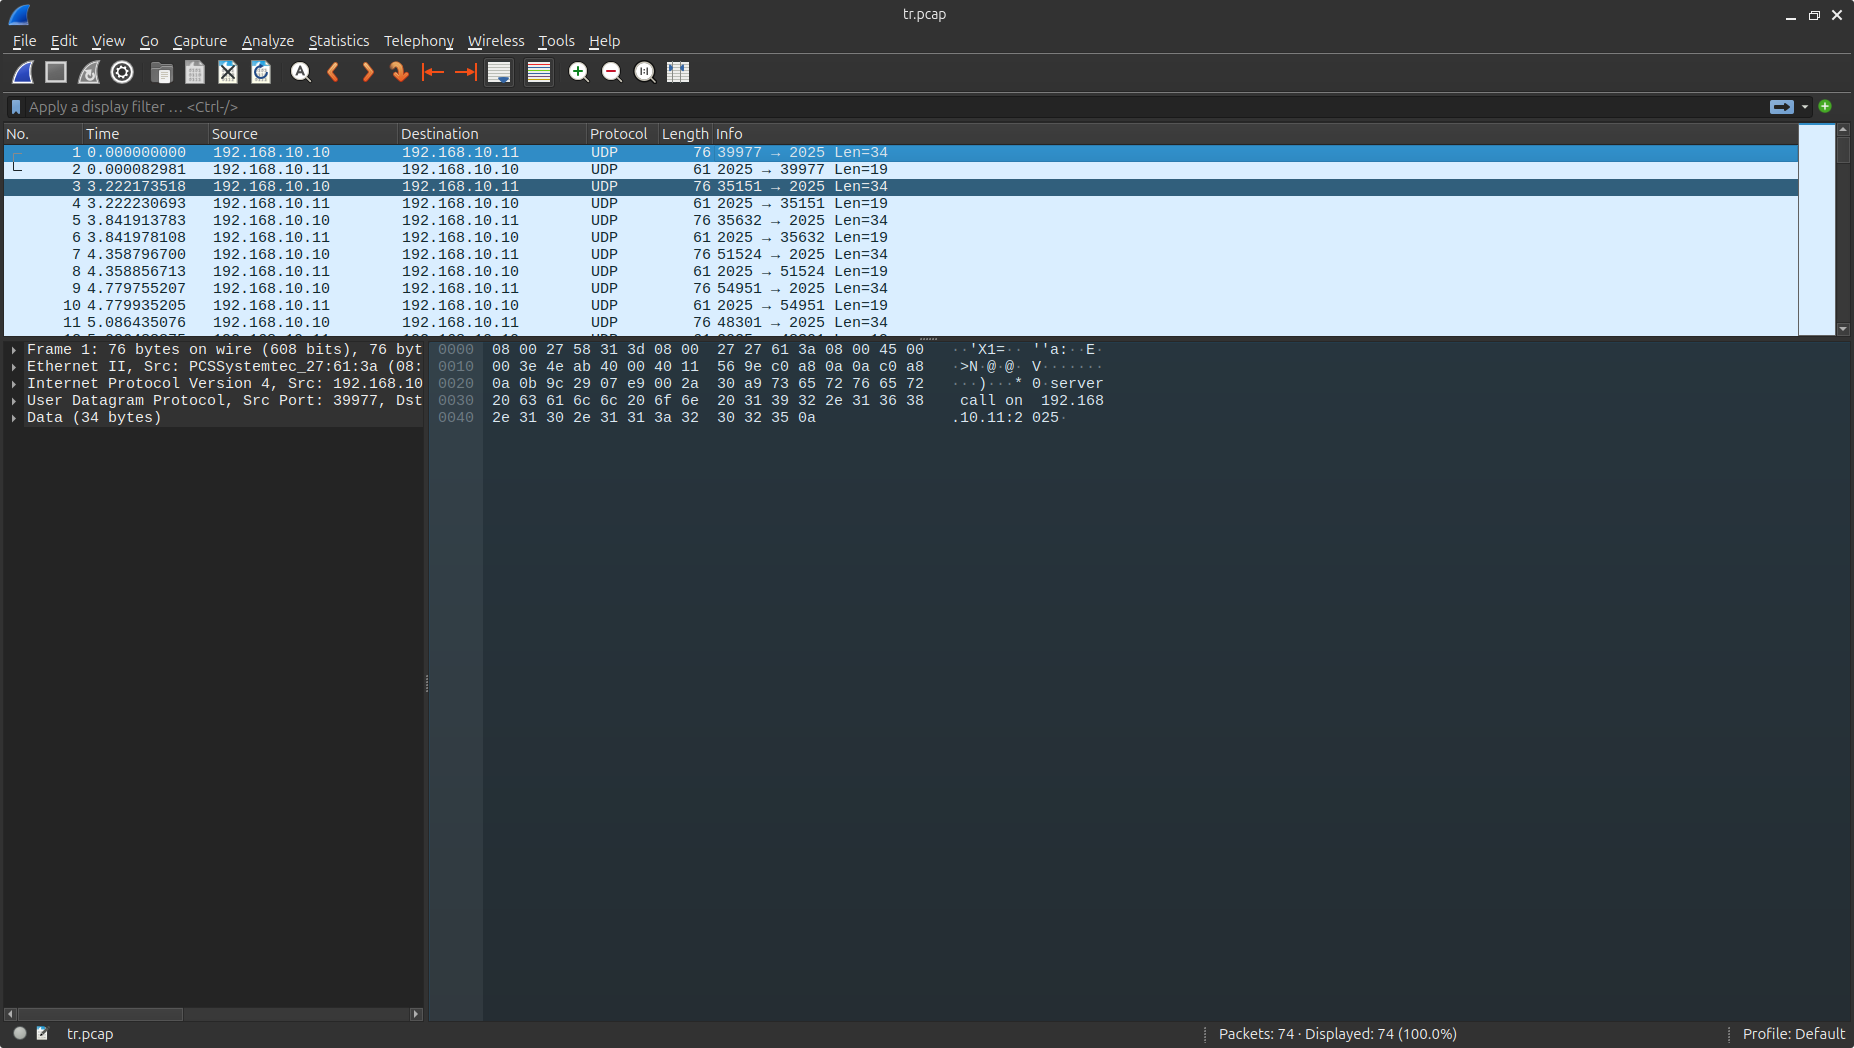 tr.pcap
File Edit View Go Capture Analyze Statistics Telephony Wireless Tools Help
Apply a display filter … <Ctrl-/>
No. Time Source Destination Protocol Length Info
1 0.000000000 192.168.10.10 192.168.10.11 UDP 76 39977 → 2025 Len=34
2 0.000082981 192.168.10.11 192.168.10.10 UDP 61 2025 → 39977 Len=19
3 3.222173518 192.168.10.10 192.168.10.11 UDP 76 35151 → 2025 Len=34
4 3.222230693 192.168.10.11 192.168.10.10 UDP 61 2025 → 35151 Len=19
5 3.841913783 192.168.10.10 192.168.10.11 UDP 76 35632 → 2025 Len=34
6 3.841978108 192.168.10.11 192.168.10.10 UDP 61 2025 → 35632 Len=19
7 4.358796700 192.168.10.10 192.168.10.11 UDP 76 51524 → 2025 Len=34
8 4.358856713 192.168.10.11 192.168.10.10 UDP 61 2025 → 51524 Len=19
9 4.779755207 192.168.10.10 192.168.10.11 UDP 76 54951 → 2025 Len=34
10 4.779935205 192.168.10.11 192.168.10.10 UDP 61 2025 → 54951 Len=19
11 5.086435076 192.168.10.10 192.168.10.11 UDP 76 48301 → 2025 Len=34
Frame 1: 76 bytes on wire (608 bits), 76 byt
Ethernet II, Src: PCSSystemtec_27:61:3a (08:
Internet Protocol Version 4, Src: 192.168.10
User Datagram Protocol, Src Port: 39977, Dst
Data (34 bytes)
0000 08 00 27 58 31 3d 08 00 27 27 61 3a 08 00 45 00 ··'X1=·· ''a:··E·
0010 00 3e 4e ab 40 00 40 11 56 9e c0 a8 0a 0a c0 a8 ·>N·@·@· V·······
0020 0a 0b 9c 29 07 e9 00 2a 30 a9 73 65 72 76 65 72 ···)···* 0·server
0030 20 63 61 6c 6c 20 6f 6e 20 31 39 32 2e 31 36 38 call on 192.168
0040 2e 31 30 2e 31 31 3a 32 30 32 35 0a .10.11:2 025·
tr.pcap Packets: 74 · Displayed: 74 (100.0%) Profile: Default